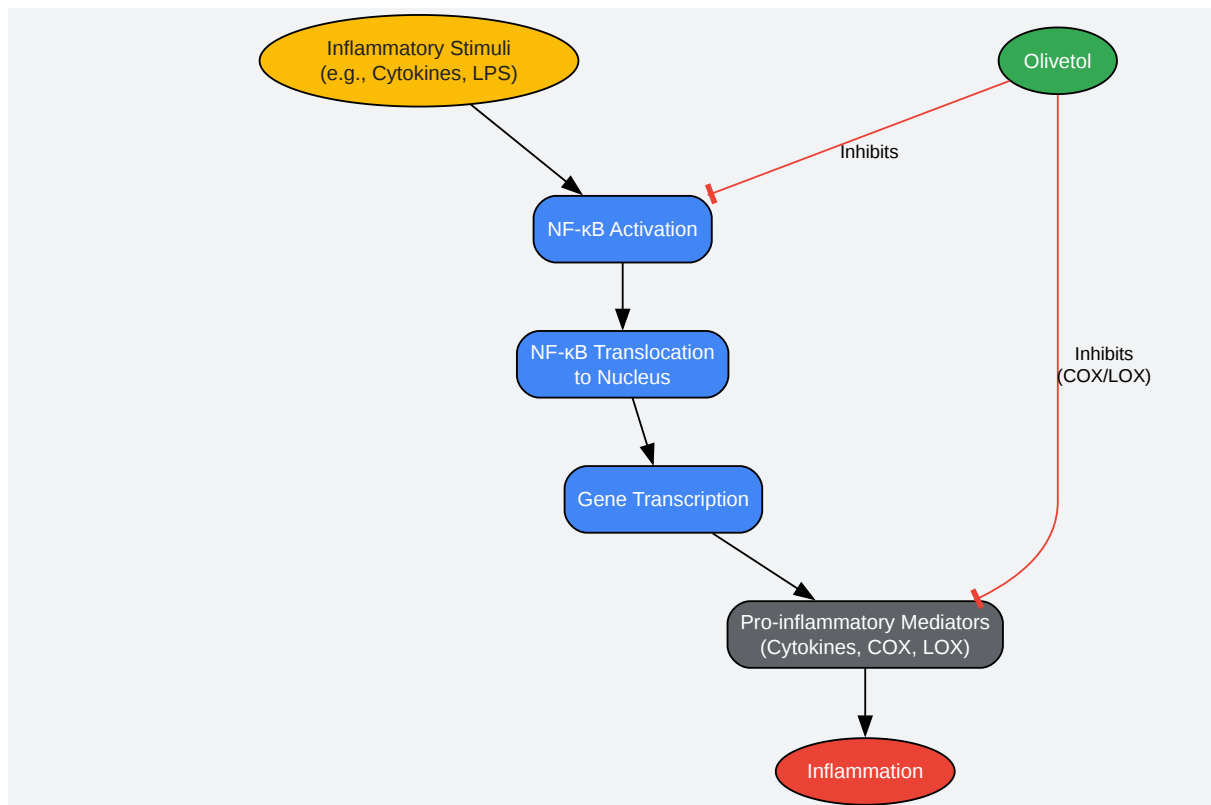 Inflammatory Stimuli
(e.g., Cytokines, LPS)
Olivetol
Inhibits
NF-κB Activation
NF-κB Translocation
to Nucleus
Inhibits
(COX/LOX)
Gene Transcription
Pro-inflammatory Mediators
(Cytokines, COX, LOX)
Inflammation